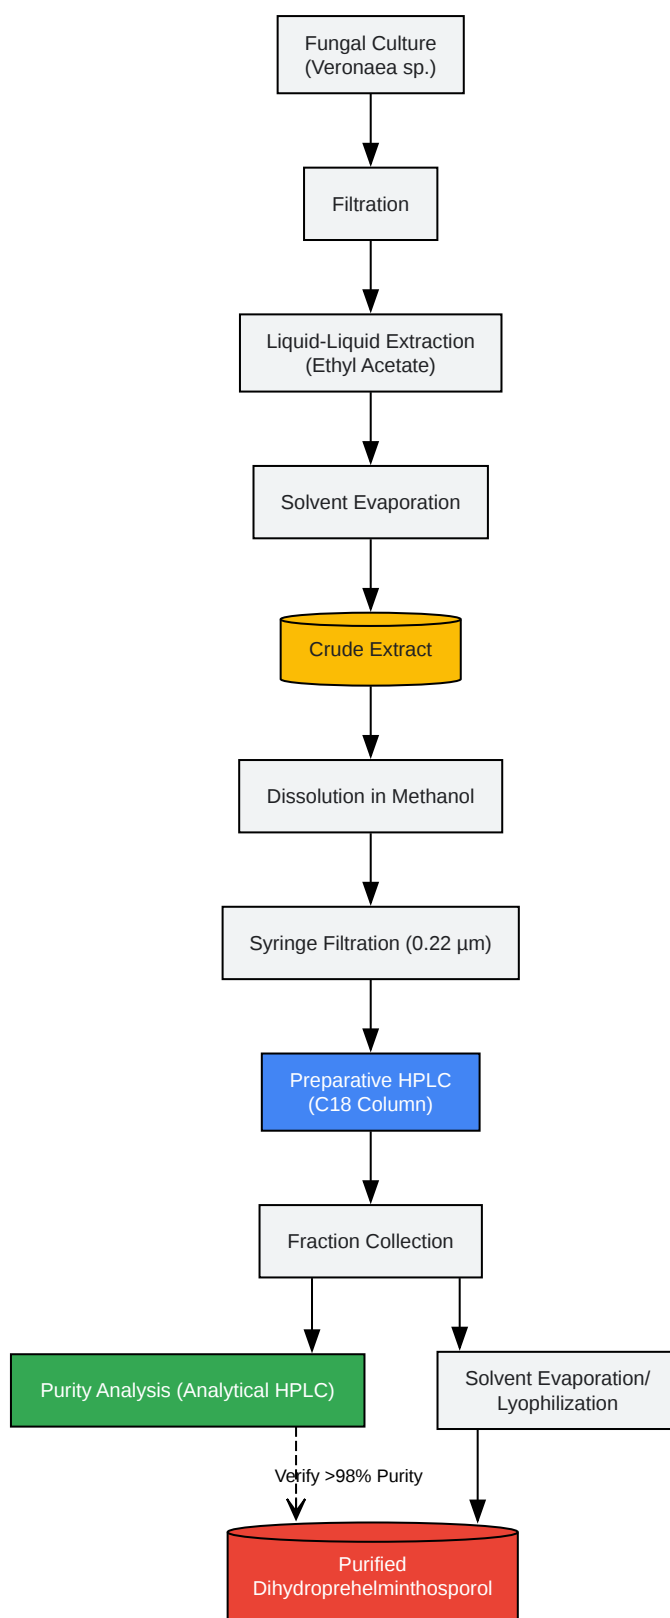 Fungal Culture
(Veronaea sp.)
Filtration
Liquid-Liquid Extraction
(Ethyl Acetate)
Solvent Evaporation
Crude Extract
Dissolution in Methanol
Syringe Filtration (0.22 µm)
Preparative HPLC
(C18 Column)
Fraction Collection
Purity Analysis (Analytical HPLC)
Solvent Evaporation/
Lyophilization
Verify >98% Purity
Purified
Dihydroprehelminthosporol